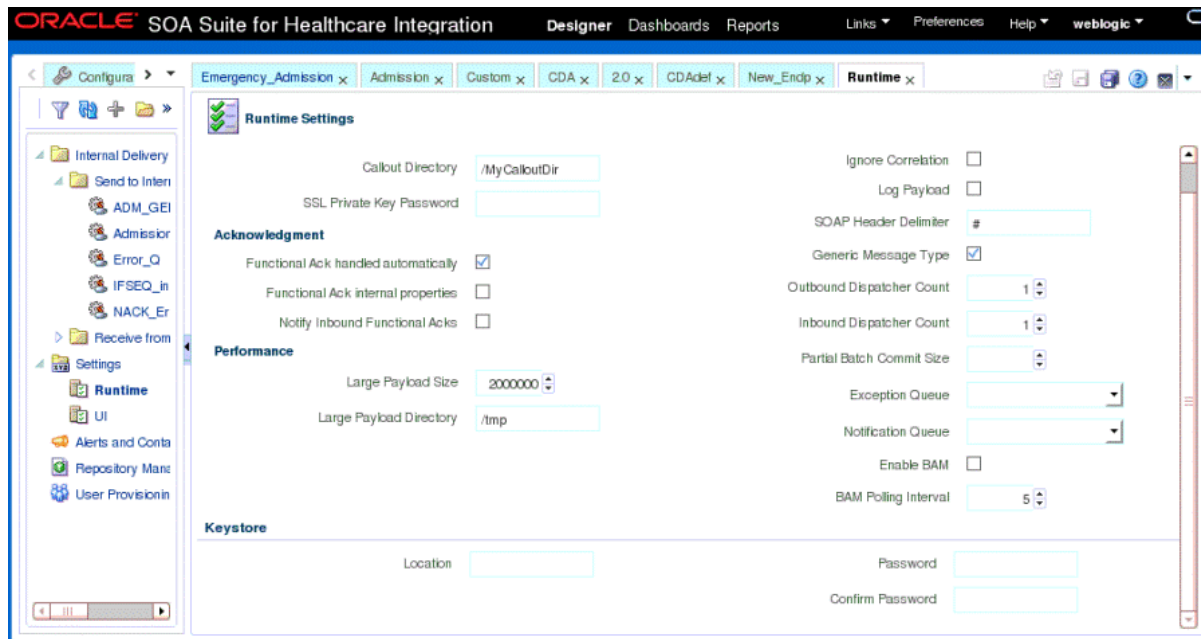 ORACLE SOA Suite for Healthcare Integration Designer Dashboards Reports Links Preferences Help weblogic
Configura Emergency_Admission x Admission x Custom x CDA x 2.0 x CDAdef x New_Endp x Runtime x
Runtime Settings
Internal Delivery
Send to Intern
ADM_GEI
Admission
Error_Q
IFSEQ_in
NACK_Er
Receive from
Settings
Runtime
UI
Alerts and Conta
Repository Mana
User Provisionin
Callout Directory /MyCalloutDir
SSL Private Key Password
Acknowledgment
Functional Ack handled automatically
Functional Ack internal properties
Notify Inbound Functional Acks
Performance
Large Payload Size 2000000
Large Payload Directory /tmp
Ignore Correlation
Log Payload
SOAP Header Delimiter #
Generic Message Type
Outbound Dispatcher Count 1
Inbound Dispatcher Count 1
Partial Batch Commit Size
Exception Queue
Notification Queue
Enable BAM
BAM Polling Interval 5
Keystore
Location
Password
Confirm Password